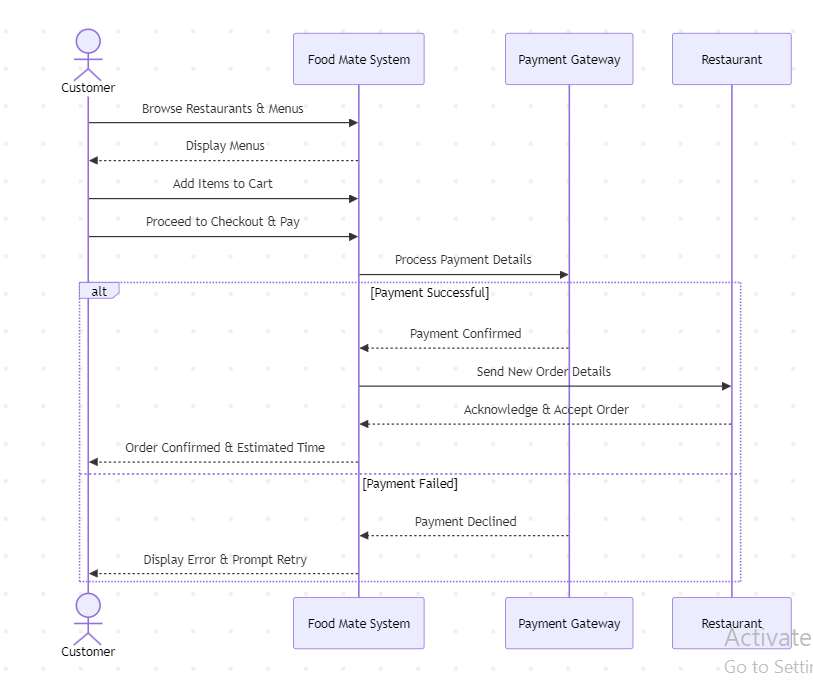 Customer
Food Mate System
Payment Gateway
Restaurant
Browse Restaurants & Menus
Display Menus
Add Items to Cart
Proceed to Checkout & Pay
Process Payment Details
alt
[Payment Successful]
Payment Confirmed
Send New Order Details
Acknowledge & Accept Order
Order Confirmed & Estimated Time
[Payment Failed]
Payment Declined
Display Error & Prompt Retry
Customer
Food Mate System
Payment Gateway
Restaurant
Activate
Go to